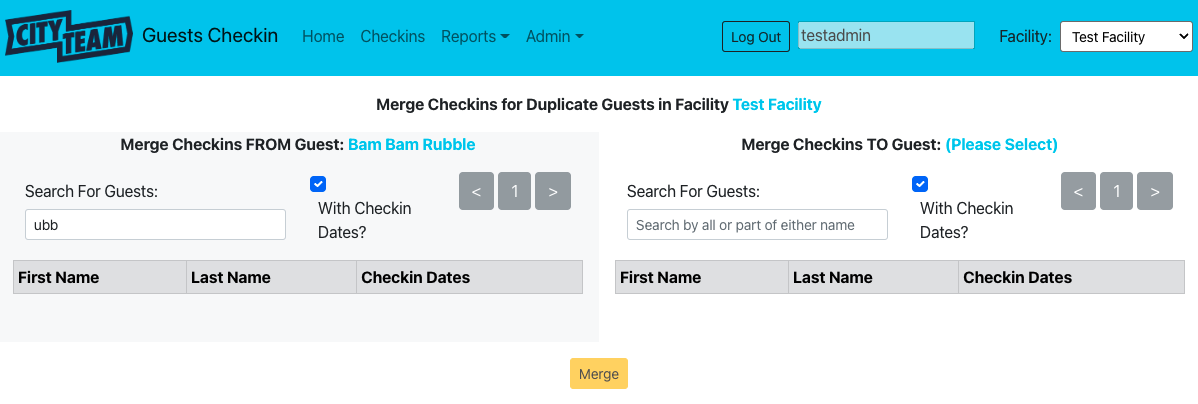 CITY TEAM Guests Checkin Home Checkins Reports Admin Log Out testadmin Facility: Test Facility
Merge Checkins for Duplicate Guests in Facility Test Facility
Merge Checkins FROM Guest: Bam Bam Rubble
Search For Guests:
ubb
With Checkin
Dates?
< 1 >
First Name Last Name Checkin Dates
Merge Checkins TO Guest: (Please Select)
Search For Guests:
Search by all or part of either name
With Checkin
Dates?
< 1 >
First Name Last Name Checkin Dates
Merge